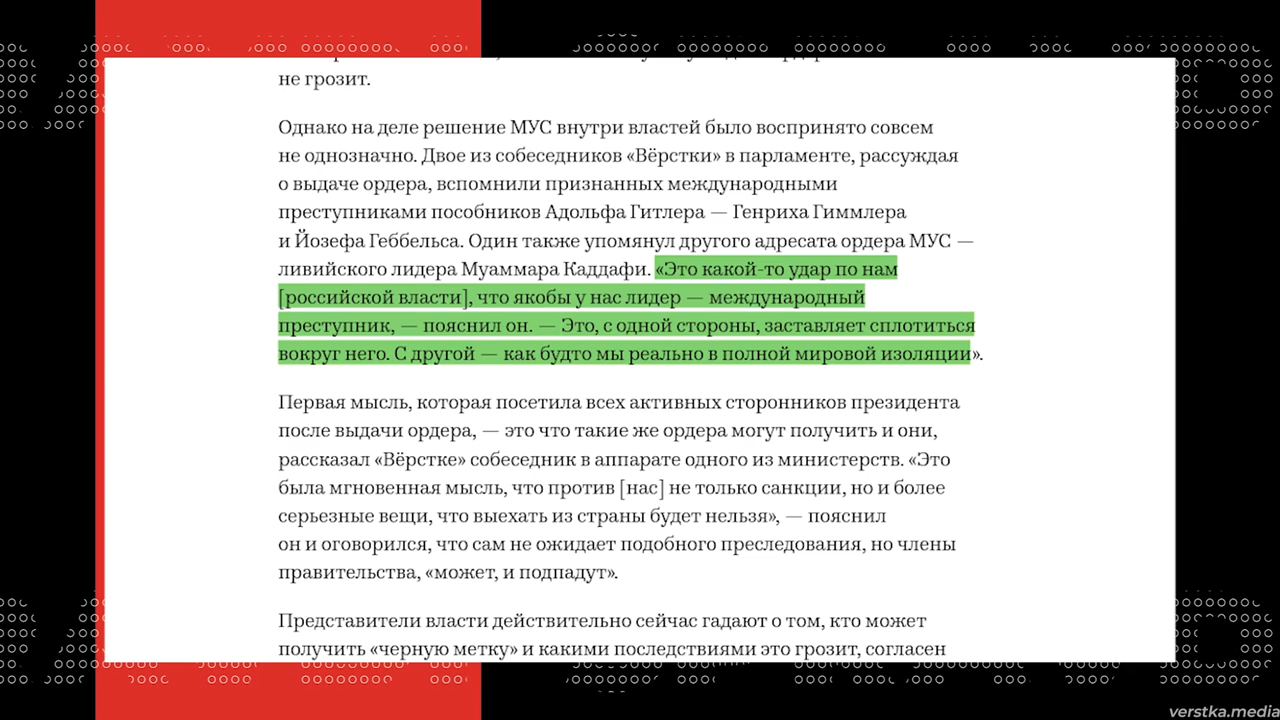 не грозит.
Однако на деле решение МУС внутри властей было воспринято совсем
не однозначно. Двое из собеседников «Вёрстки» в парламенте, рассуждая
о выдаче ордера, вспомнили признанных международными
преступниками пособников Адольфа Гитлера — Генриха Гиммлера
и Йозефа Геббельса. Один также упомянул другого адресата ордера МУС —
ливийского лидера Муаммара Каддафи. «Это какой-то удар по нам
[российской власти], что якобы у нас лидер — международный
преступник, — пояснил он. — Это, с одной стороны, заставляет сплотиться
вокруг него. С другой — как будто мы реально в полной мировой изоляции».
Первая мысль, которая посетила всех активных сторонников президента
после выдачи ордера, — это что такие же ордера могут получить и они,
рассказал «Вёрстке» собеседник в аппарате одного из министерств. «Это
была мгновенная мысль, что против [нас] не только санкции, но и более
серьезные вещи, что выехать из страны будет нельзя», — пояснил
он и оговорился, что сам не ожидает подобного преследования, но члены
правительства, «может, и подпадут».
Представители власти действительно сейчас гадают о том, кто может
получить «черную метку» и какими последствиями это грозит, согласен
verstka.media